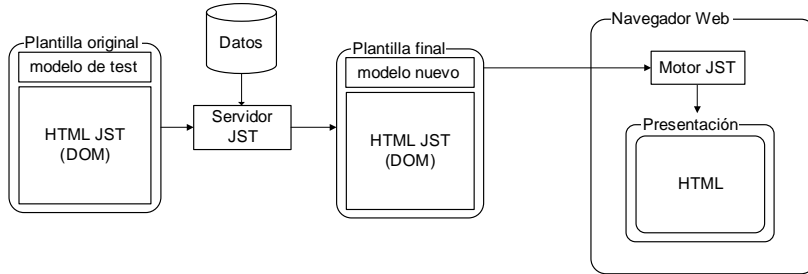 Plantilla original
modelo de test
HTML JST
(DOM)
Datos
Servidor
JST
Plantilla final
modelo nuevo
HTML JST
(DOM)
Navegador Web
Motor JST
Presentación
HTML